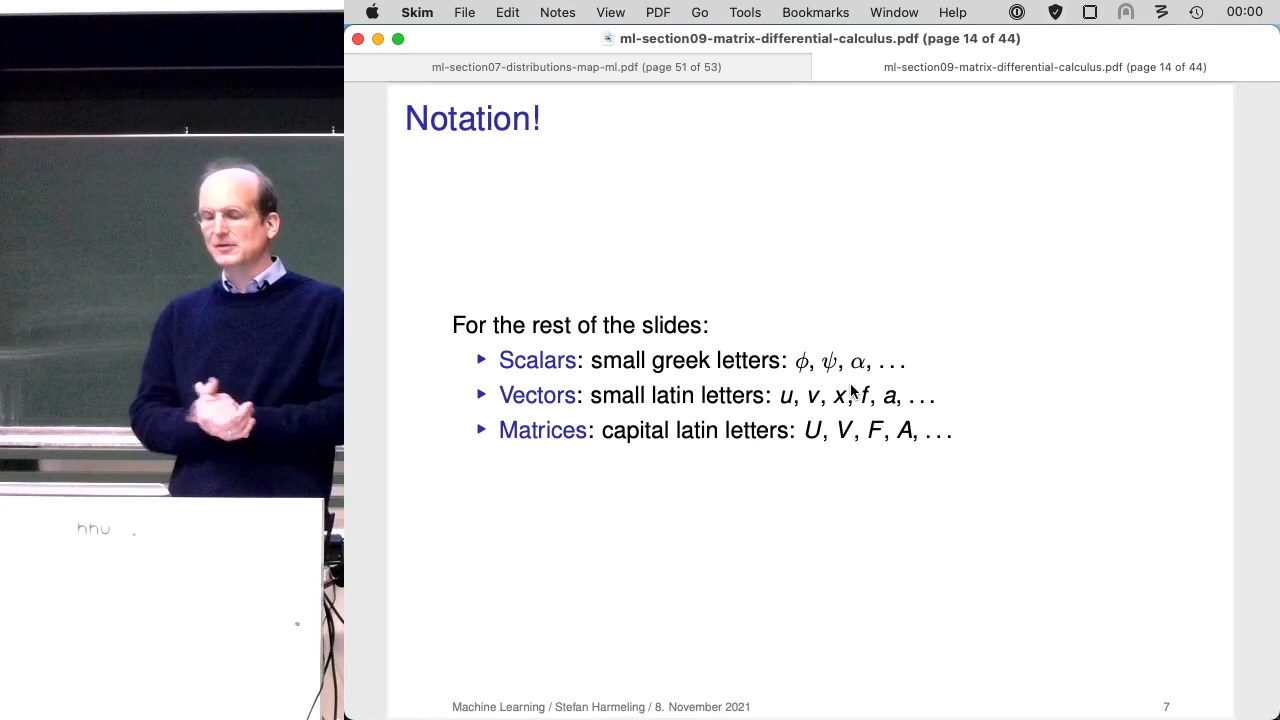 Skim File Edit Notes View PDF Go Tools Bookmarks Window Help 00:00
ml-section09-matrix-differential-calculus.pdf (page 14 of 44)
ml-section07-distributions-map-ml.pdf (page 51 of 53)
ml-section09-matrix-differential-calculus.pdf (page 14 of 44)
Notation!
For the rest of the slides:
▸ Scalars: small greek letters: ϕ, ψ, α, . . .
▸ Vectors: small latin letters: u, v, x, f, a, . . .
▸ Matrices: capital latin letters: U, V, F, A, . . .
Machine Learning / Stefan Harmeling / 8. November 2021
7
hhu